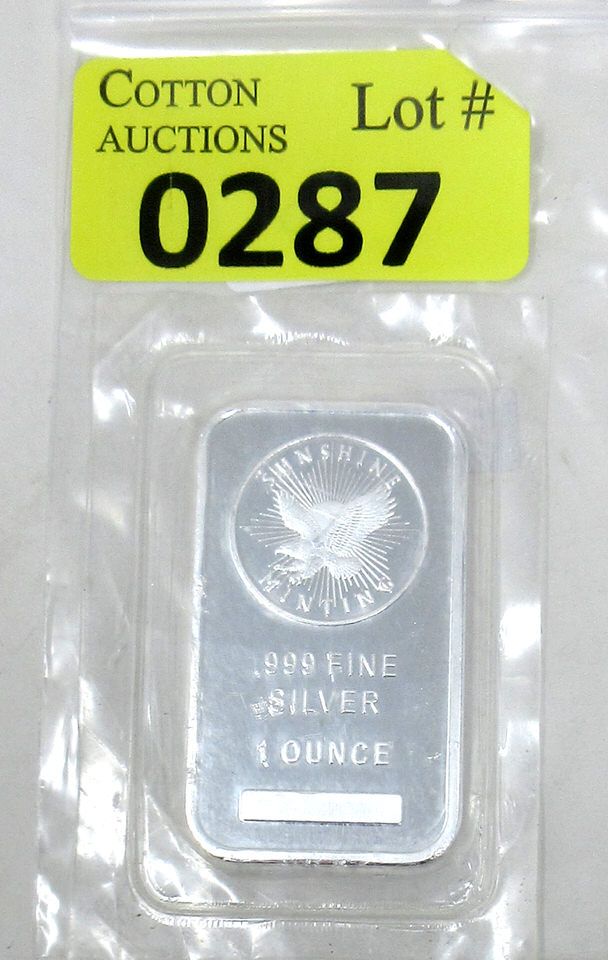 COTTON
AUCTIONS
Lot #
0287
SUNSHINE
MINTING
.999 FINE
SILVER
1 OUNCE